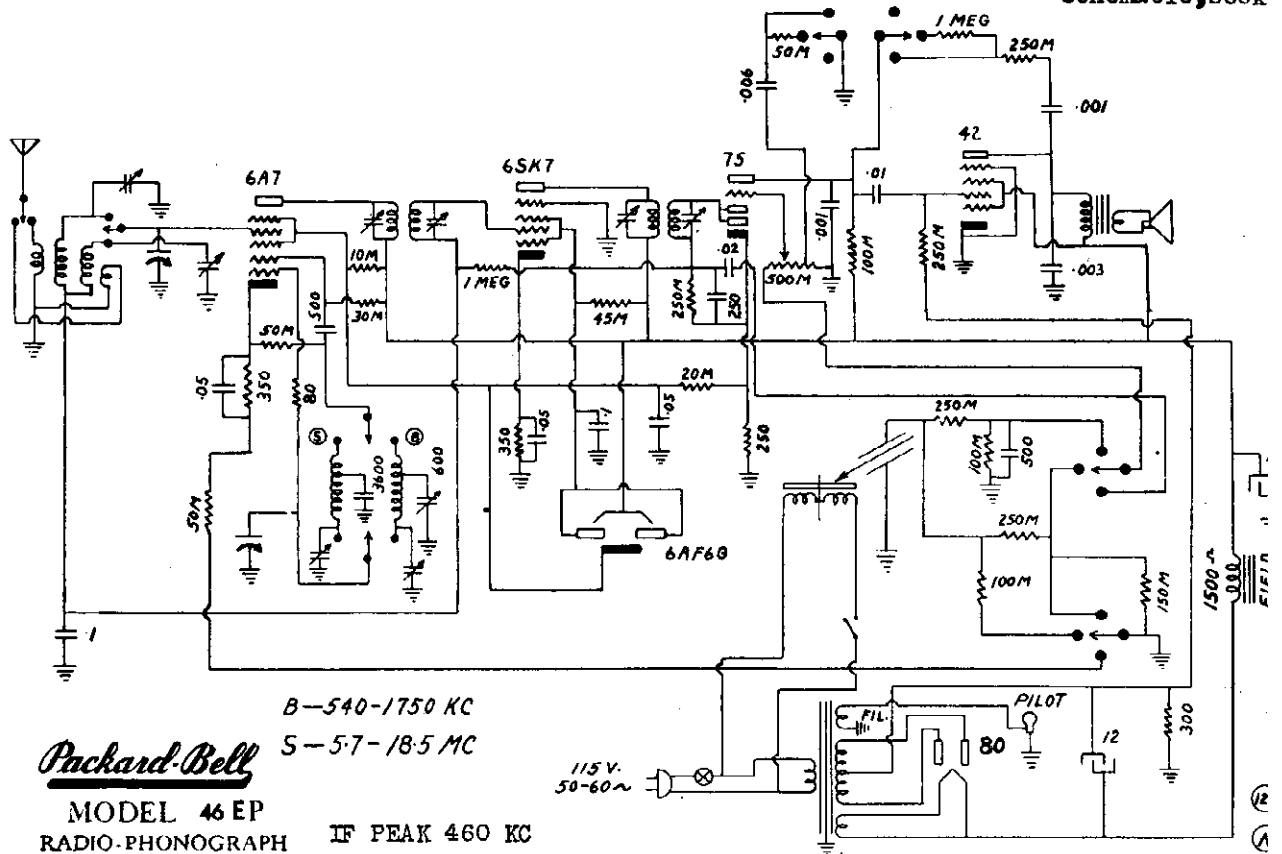 1 MEG
50M
250M
.006
.001
42
75
6SK7
6A7
.01
.001
100M
250M
.003
.02
500M
10M
1 MEG
30M
500
45M
250M
250
50M
.05
350
80
20M
.05
350
.05
.1
250
S
B
3600
600
50M
250M
100M
500
250M
100M
150M
6AF6G
1500 Ω
FIELD
.1
B—540-1750 KC
S—5.7-18.5 MC
Packard-Bell
MODEL 46 EP
RADIO-PHONOGRAPH
IF PEAK 460 KC
115 V.
50-60~
FIL.
80
PILOT
12
300